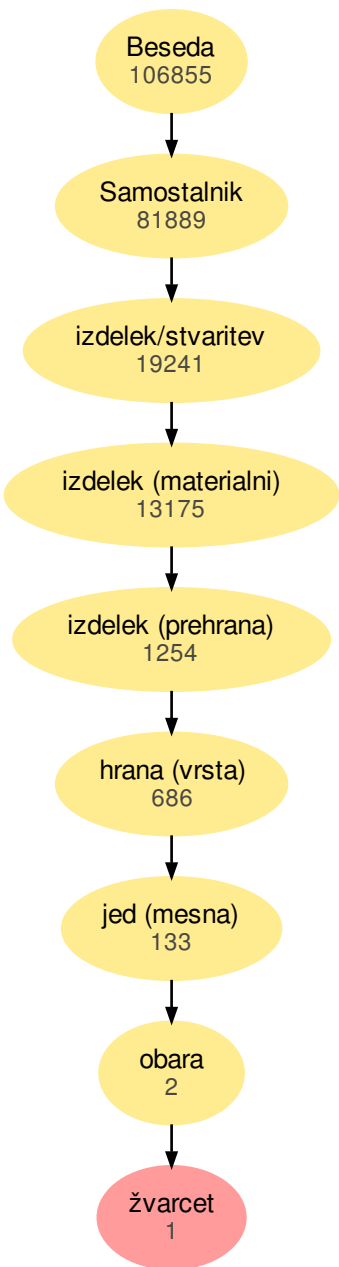 Beseda
106855
Samostalnik
81889
izdelek/stvaritev
19241
izdelek (materialni)
13175
izdelek (prehrana)
1254
hrana (vrsta)
686
jed (mesna)
133
obara
2
žvarcet
1